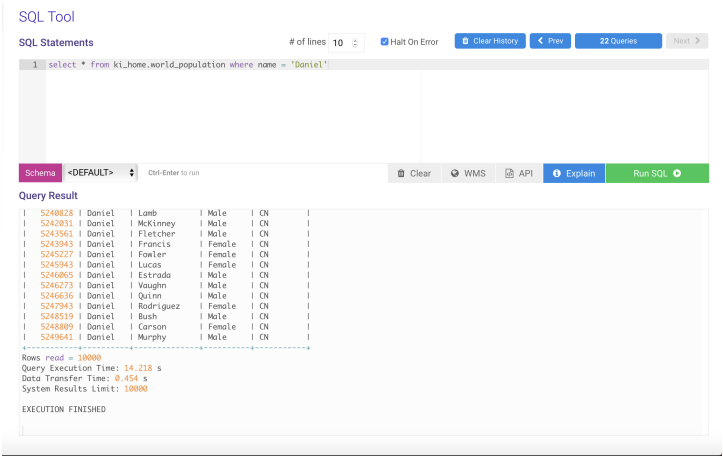 SQL Tool
SQL Statements # of lines 10 Halt On Error Clear History Prev 22 Queries Next
1 select * from ki_home.world_population where name = 'Daniel'
Schema <DEFAULT> Ctrl-Enter to run Clear WMS API Explain Run SQL
Query Result
| 5240828 | Daniel | Lamb | Male | CN |
| 5242031 | Daniel | McKinney | Male | CN |
| 5243561 | Daniel | Fletcher | Male | CN |
| 5243943 | Daniel | Francis | Female | CN |
| 5245227 | Daniel | Fowler | Female | CN |
| 5245943 | Daniel | Lucas | Female | CN |
| 5246065 | Daniel | Estrada | Male | CN |
| 5246273 | Daniel | Vaughn | Male | CN |
| 5246636 | Daniel | Quinn | Male | CN |
| 5247943 | Daniel | Rodriguez | Female | CN |
| 5248519 | Daniel | Bush | Male | CN |
| 5248809 | Daniel | Carson | Female | CN |
| 5249641 | Daniel | Murphy | Male | CN |
+-----------+----------+---------------+-----------+------------+
Rows read = 10000
Query Execution Time: 14.218 s
Data Transfer Time: 0.454 s
System Results Limit: 10000
EXECUTION FINISHED